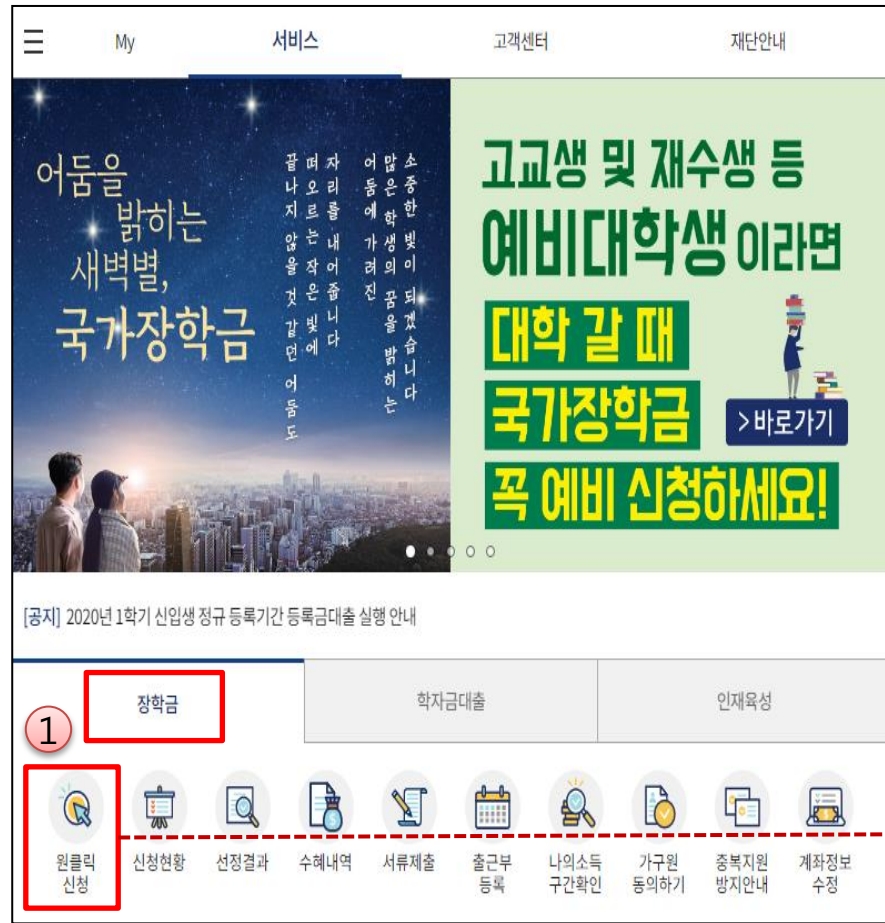 My
서비스
고객센터
재단안내
어둠을
밝히는
새벽별,
국가장학금
소중한 빛이 되겠습니다
많은 학생의 꿈을 밝히는
어둠에 가려진
자리를 내어줍니다
떠오르는 작은 빛에
끝나지 않을 것 같던 어둠도
고교생 및 재수생 등
예비대학생 이라면
대학 갈 때
국가장학금
꼭 예비 신청하세요!
>바로가기
[공지] 2020년 1학기 신입생 정규 등록기간 등록금대출 실행 안내
장학금
학자금대출
인재육성
1
원클릭
신청
신청현황
선정결과
수혜내역
서류제출
출근부
등록
나의소득
구간확인
가구원
동의하기
중복지원
방지안내
계좌정보
수정